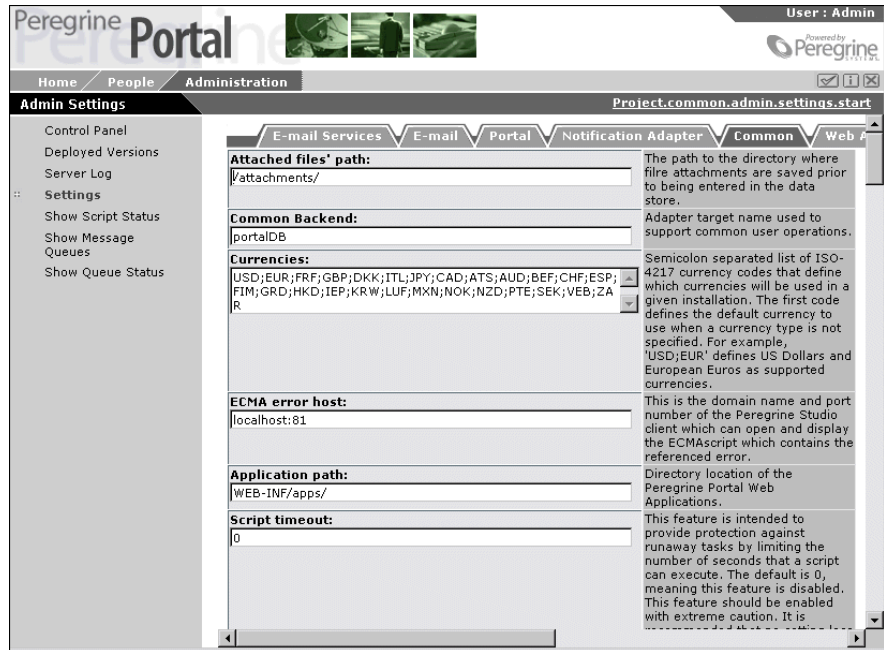 User : Admin
Peregrine Portal
Powered by
Peregrine
SYSTEMS
Home People Administration
Admin Settings
Project.common.admin.settings.start
Control Panel
Deployed Versions
Server Log
Settings
Show Script Status
Show Message
Queues
Show Queue Status
E-mail Services E-mail Portal Notification Adapter Common Web A
Attached files' path:
/attachments/
The path to the directory where
filre attachments are saved prior
to being entered in the data
store.
Common Backend:
portalDB
Adapter target name used to
support common user operations.
Currencies:
USD;EUR;FRF;GBP;DKK;ITL;JPY;CAD;ATS;AUD;BEF;CHF;ESP;
FIM;GRD;HKD;IEP;KRW;LUF;MXN;NOK;NZD;PTE;SEK;VEB;ZA
R
Semicolon separated list of ISO-
4217 currency codes that define
which currencies will be used in a
given installation. The first code
defines the default currency to
use when a currency type is not
specified. For example,
'USD;EUR' defines US Dollars and
European Euros as supported
currencies.
ECMA error host:
localhost:81
This is the domain name and port
number of the Peregrine Studio
client which can open and display
the ECMAscript which contains the
referenced error.
Application path:
WEB-INF/apps/
Directory location of the
Peregrine Portal Web
Applications.
Script timeout:
0
This feature is intended to
provide protection against
runaway tasks by limiting the
number of seconds that a script
can execute. The default is 0,
meaning this feature is disabled.
This feature should be enabled
with extreme caution. It is